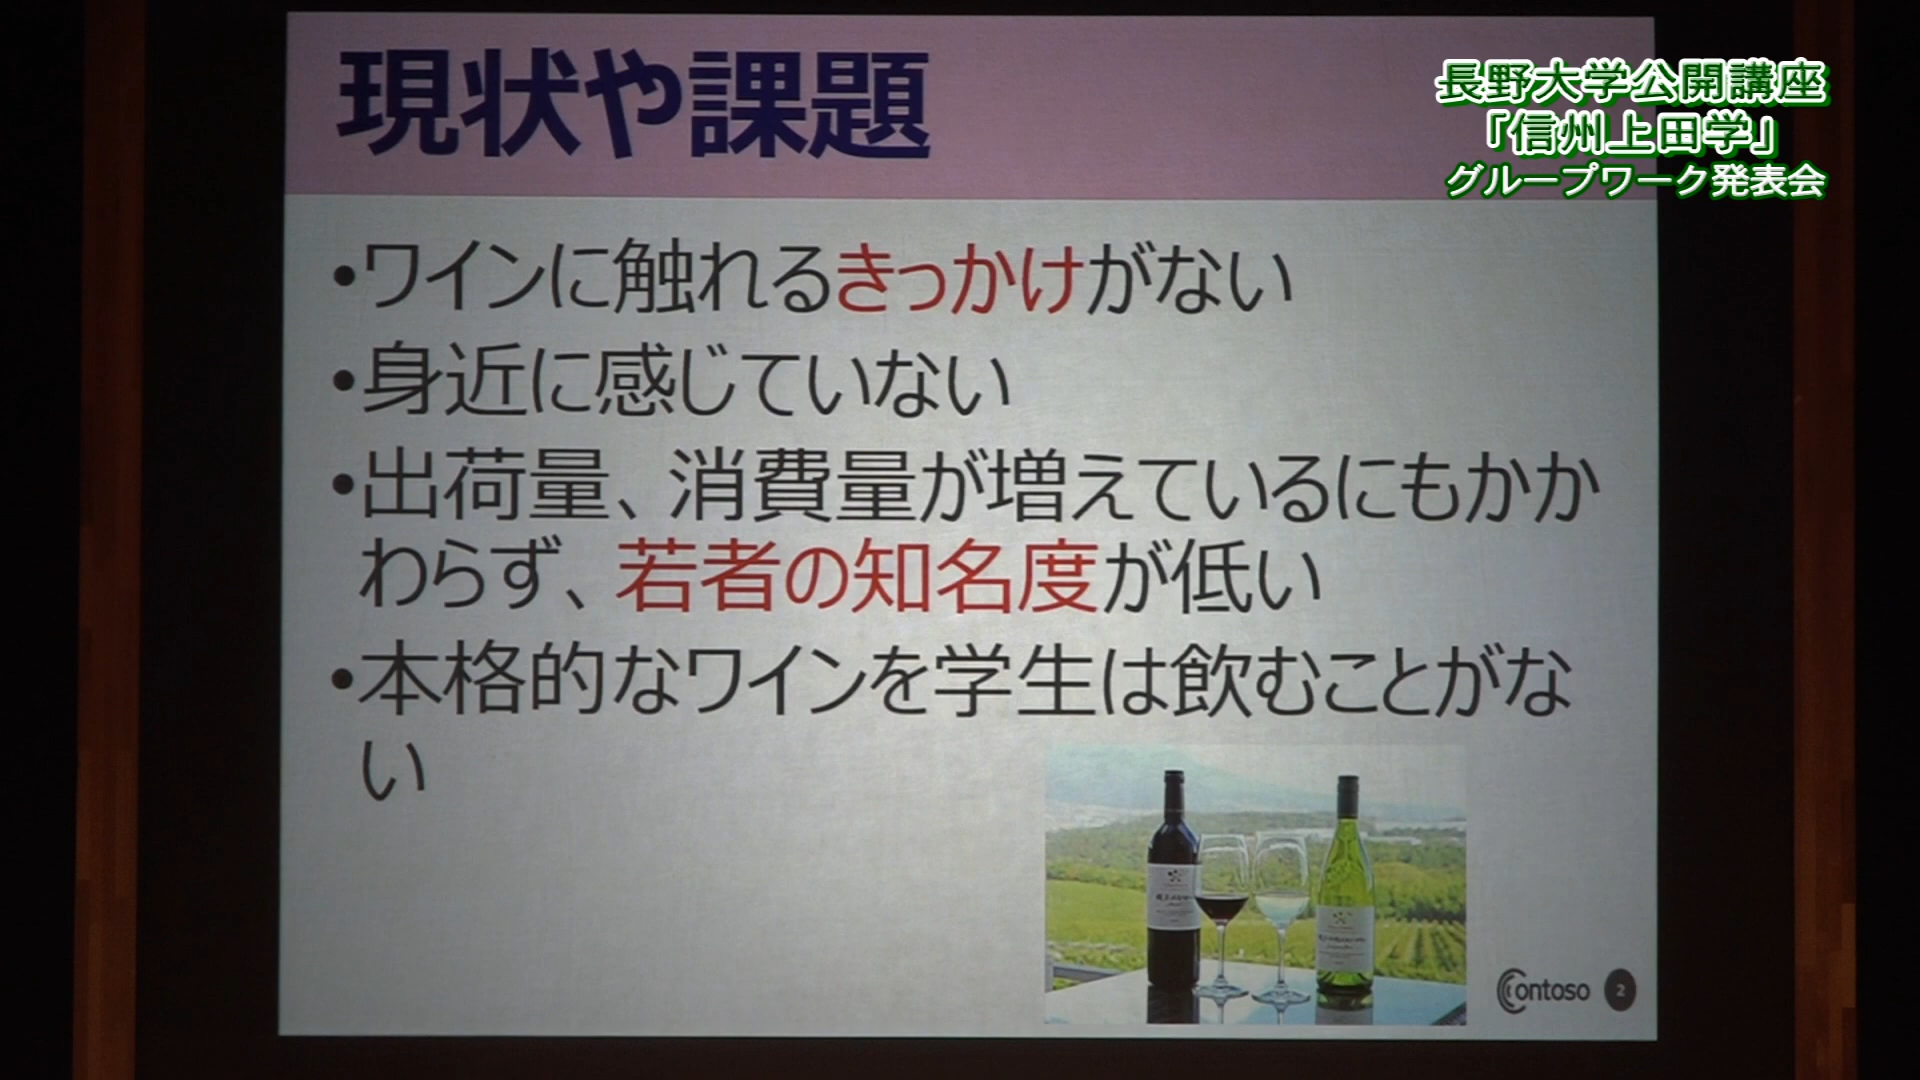 現状や課題
長野大学公開講座
「信州上田学」
グループワーク発表会
•ワインに触れるきっかけがない
•身近に感じていない
•出荷量、消費量が増えているにもかか
わらず、若者の知名度が低い
•本格的なワインを学生は飲むことがな
い
Contoso 2